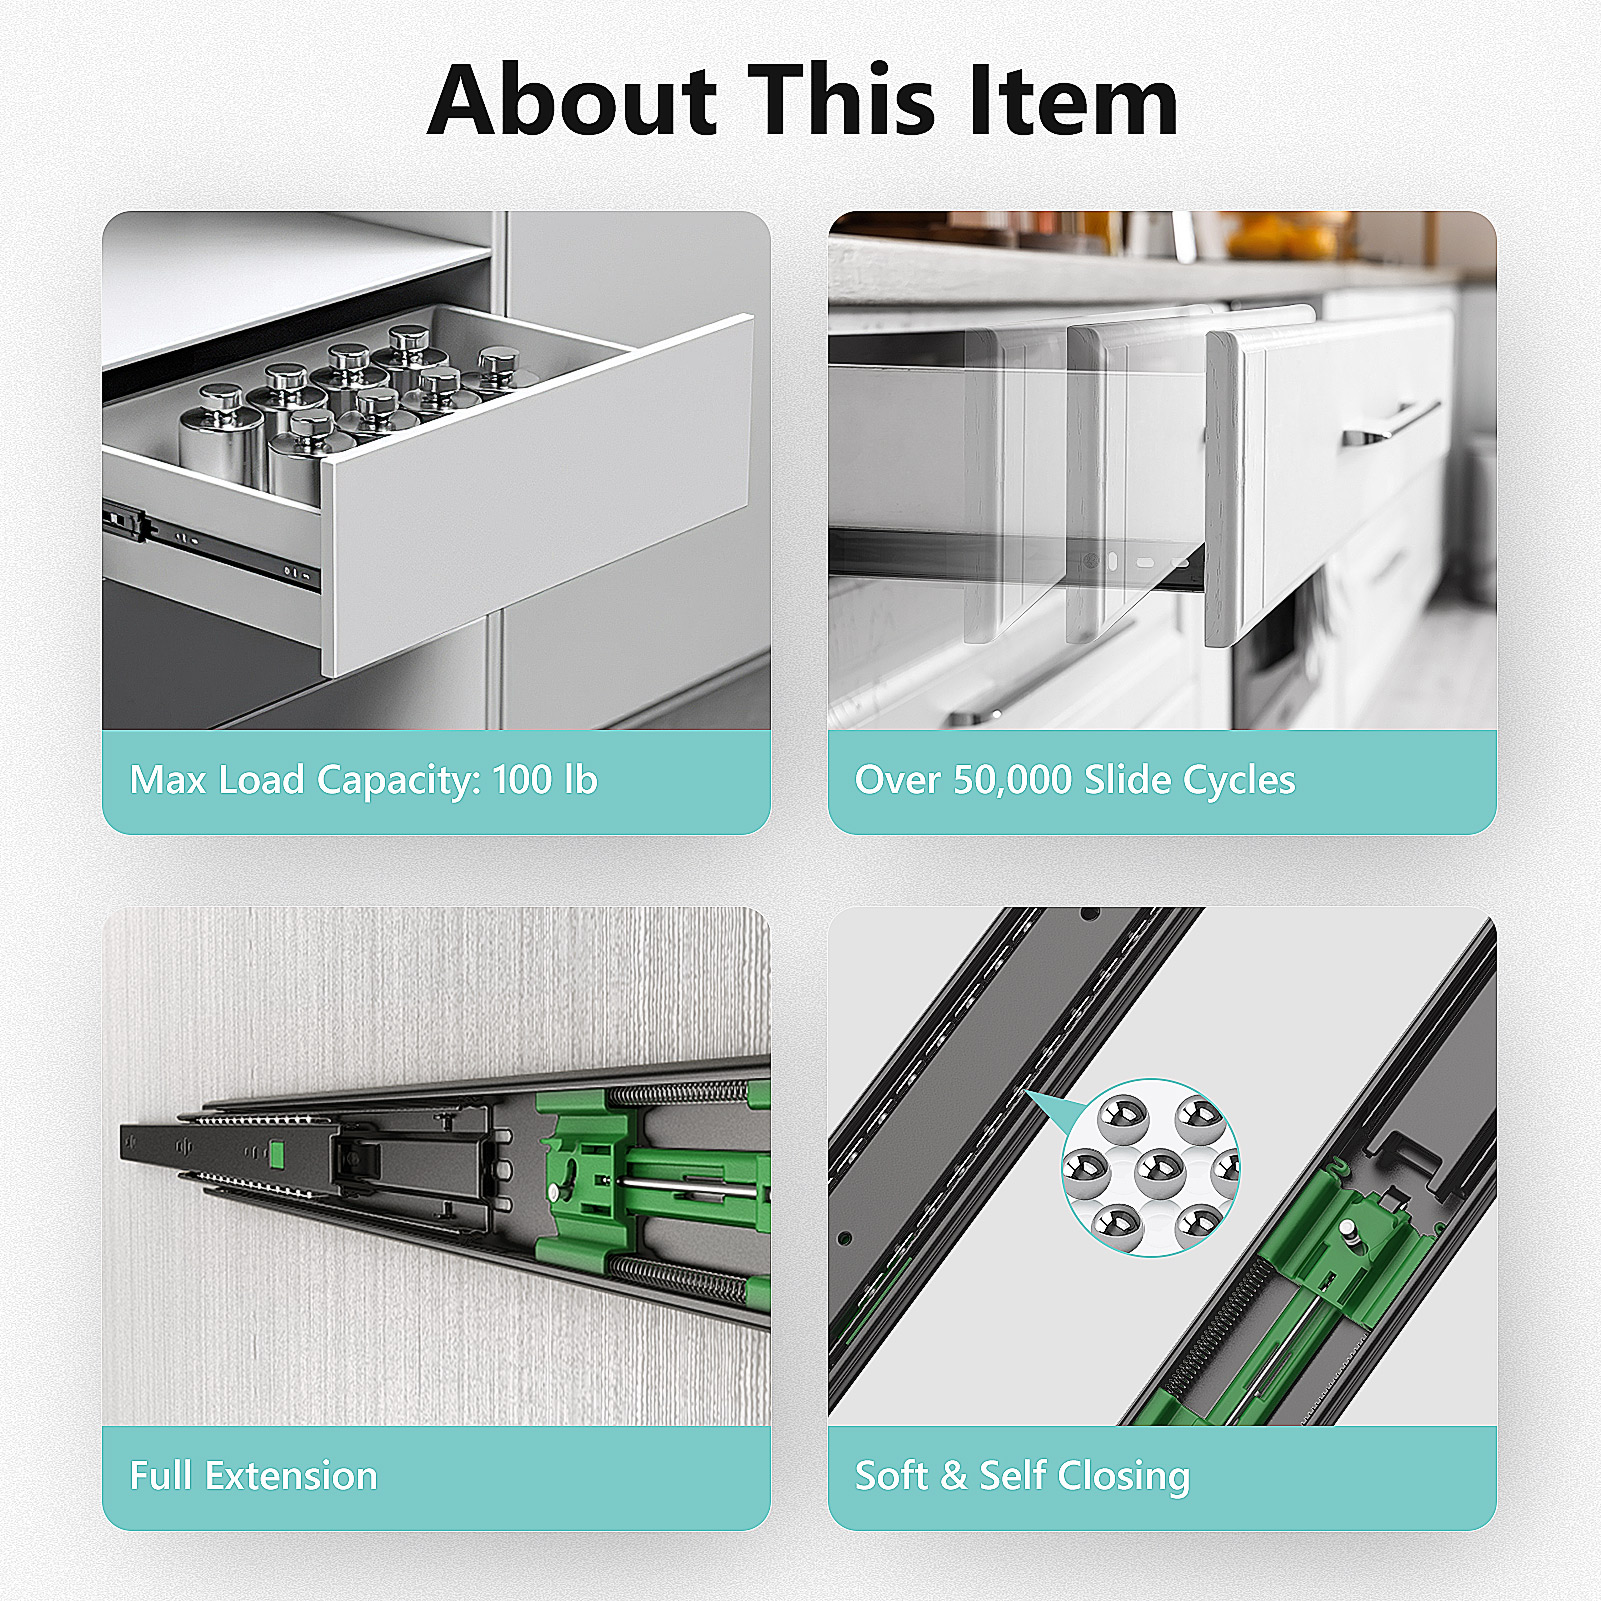 About This Item
Max Load Capacity: 100 lb
Over 50,000 Slide Cycles
Full Extension
Soft & Self Closing